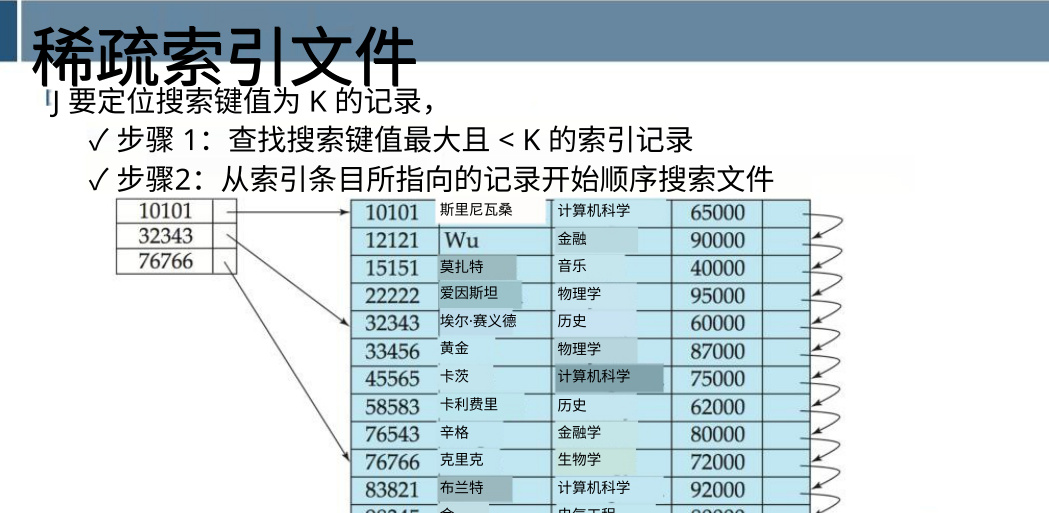 稀疏索引文件
要定位搜索键值为 K 的记录，
✓ 步骤 1：查找搜索键值最大且 < K 的索引记录
✓ 步骤2：从索引条目所指向的记录开始顺序搜索文件
10101
32343
76766
10101 斯里尼瓦桑 计算机科学 65000
12121 Wu 金融 90000
15151 莫扎特 音乐 40000
22222 爱因斯坦 物理学 95000
32343 埃尔·赛义德 历史 60000
33456 黄金 物理学 87000
45565 卡茨 计算机科学 75000
58583 卡利费里 历史 62000
76543 辛格 金融学 80000
76766 克里克 生物学 72000
83821 布兰特 计算机科学 92000